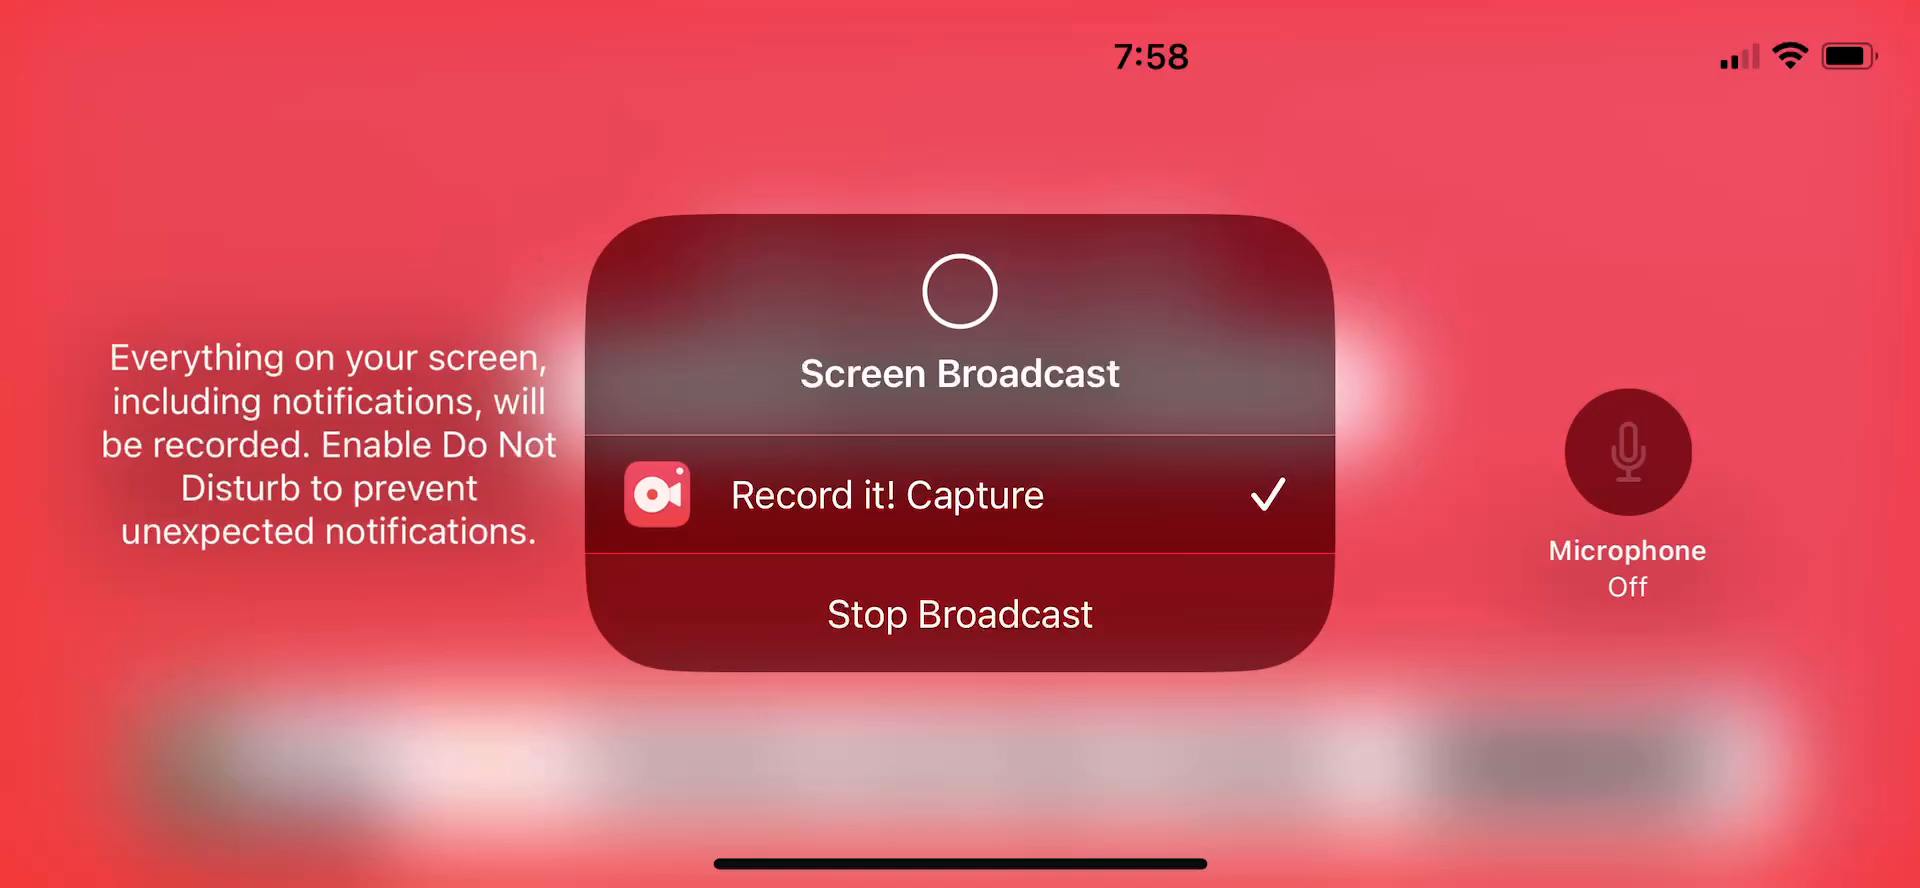 7:58
Everything on your screen,
including notifications, will
be recorded. Enable Do Not
Disturb to prevent
unexpected notifications.
Screen Broadcast
Record it! Capture
Stop Broadcast
Microphone
Off